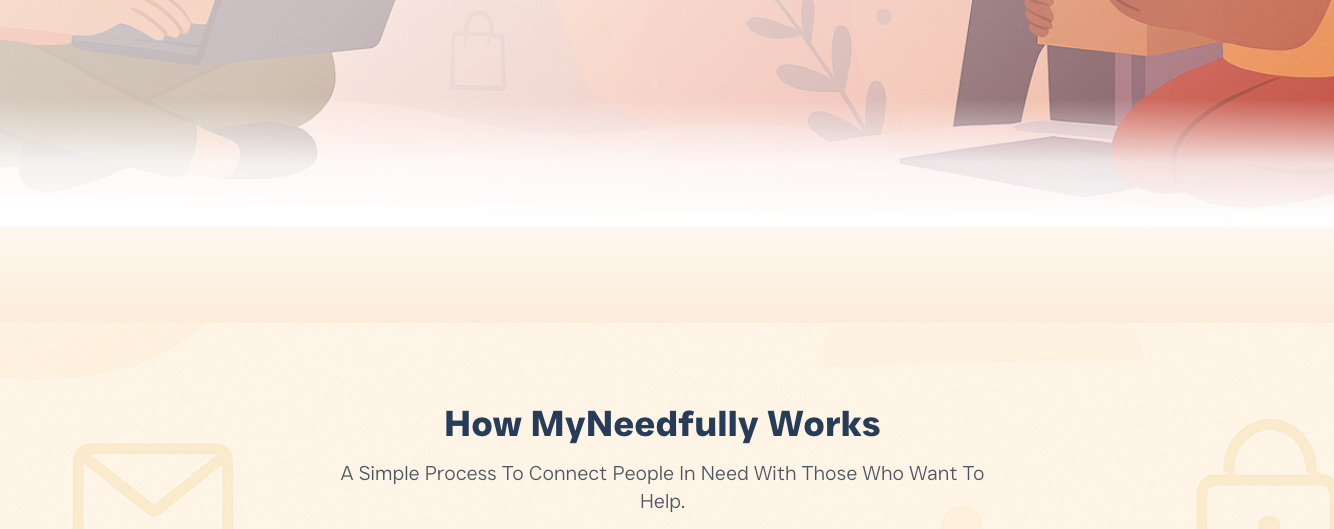 How MyNeedfully Works
A Simple Process To Connect People In Need With Those Who Want To
Help.